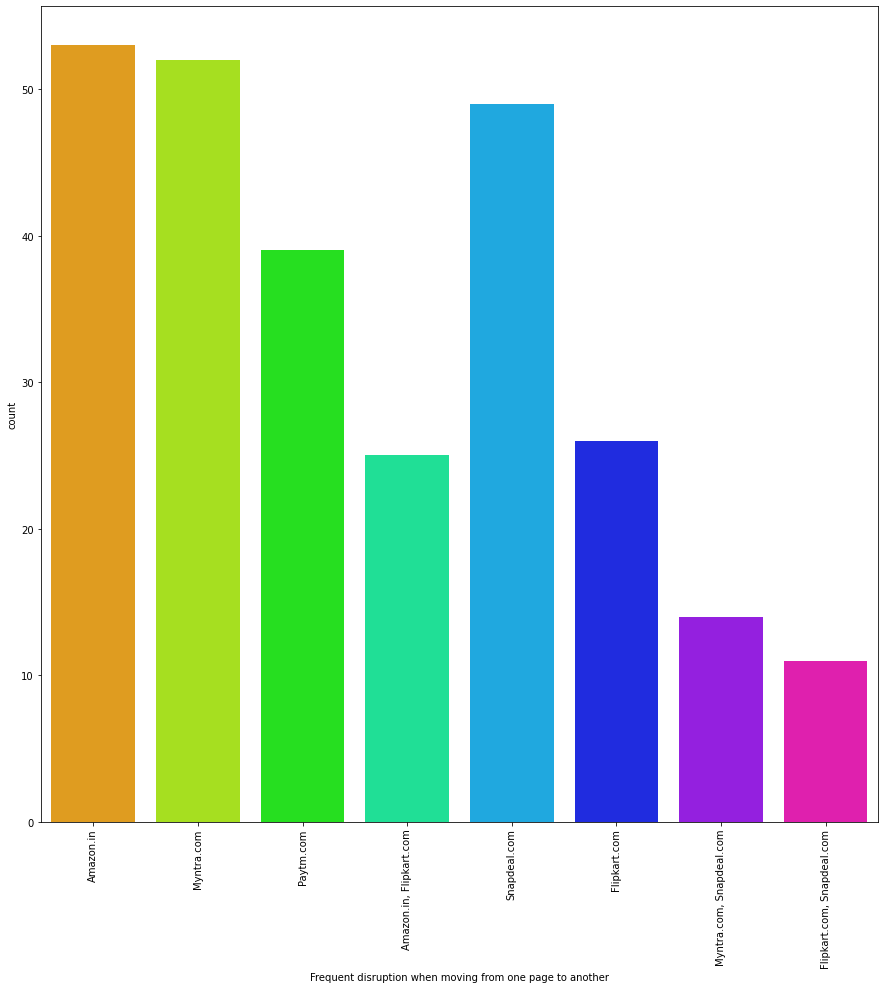 50
40
30
20
10
0
count
Amazon.in
Myntra.com
Paytm.com
Amazon.in, Flipkart.com
Snapdeal.com
Flipkart.com
Myntra.com, Snapdeal.com
Flipkart.com, Snapdeal.com
Frequent disruption when moving from one page to another